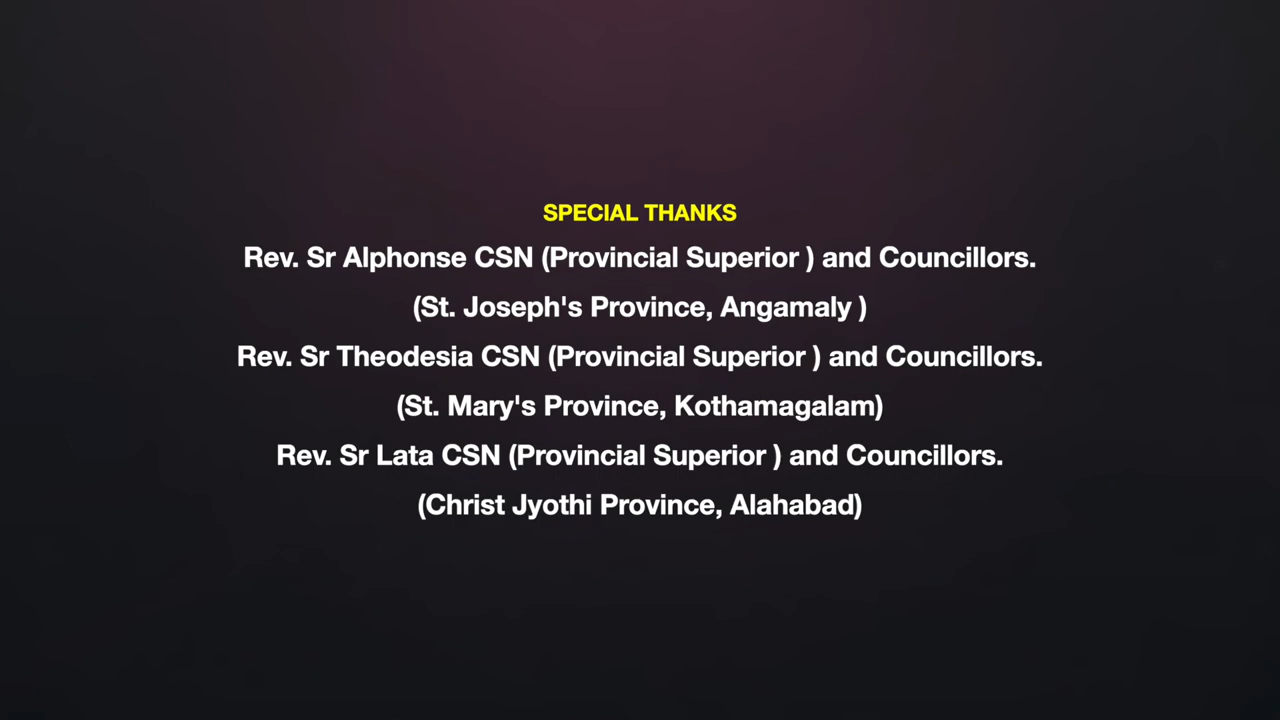 SPECIAL THANKS
Rev. Sr Alphonse CSN (Provincial Superior ) and Councillors.
(St. Joseph's Province, Angamaly )
Rev. Sr Theodesia CSN (Provincial Superior ) and Councillors.
(St. Mary's Province, Kothamagalam)
Rev. Sr Lata CSN (Provincial Superior ) and Councillors.
(Christ Jyothi Province, Alahabad)